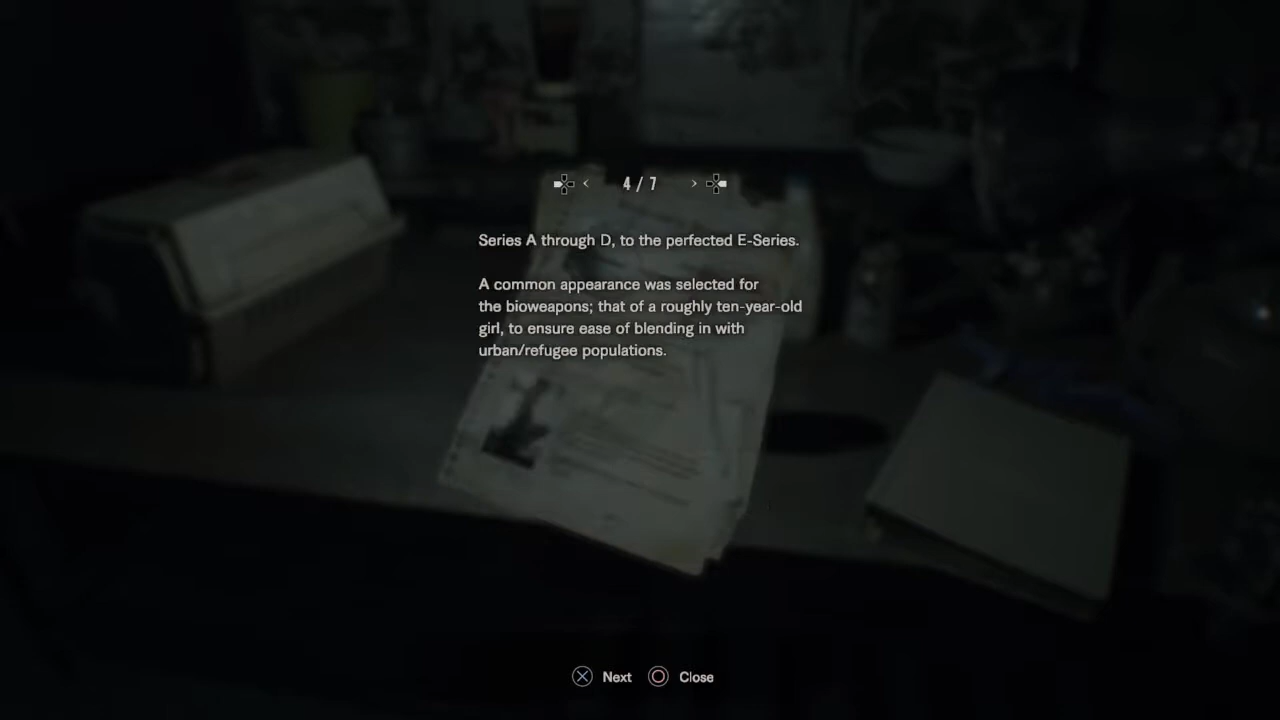 4 / 7
Series A through D, to the perfected E-Series.
A common appearance was selected for
the bioweapons; that of a roughly ten-year-old
girl, to ensure ease of blending in with
urban/refugee populations.
Next Close